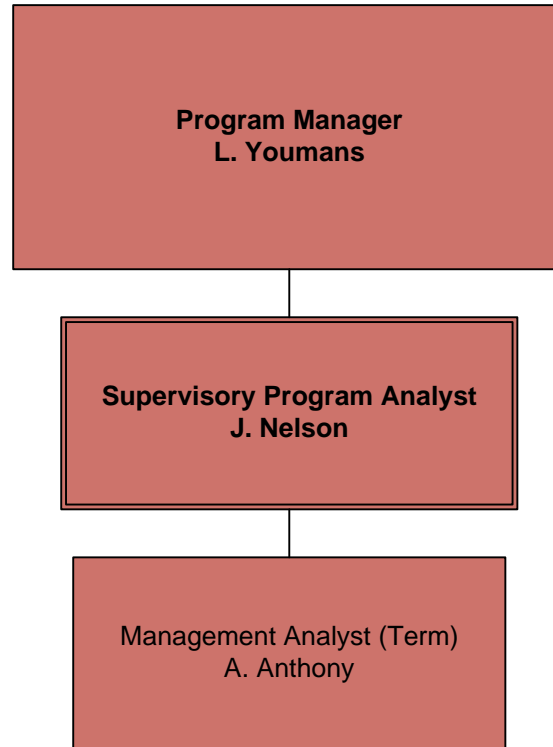 Program Manager
L. Youmans
Supervisory Program Analyst
J. Nelson
Management Analyst (Term)
A. Anthony